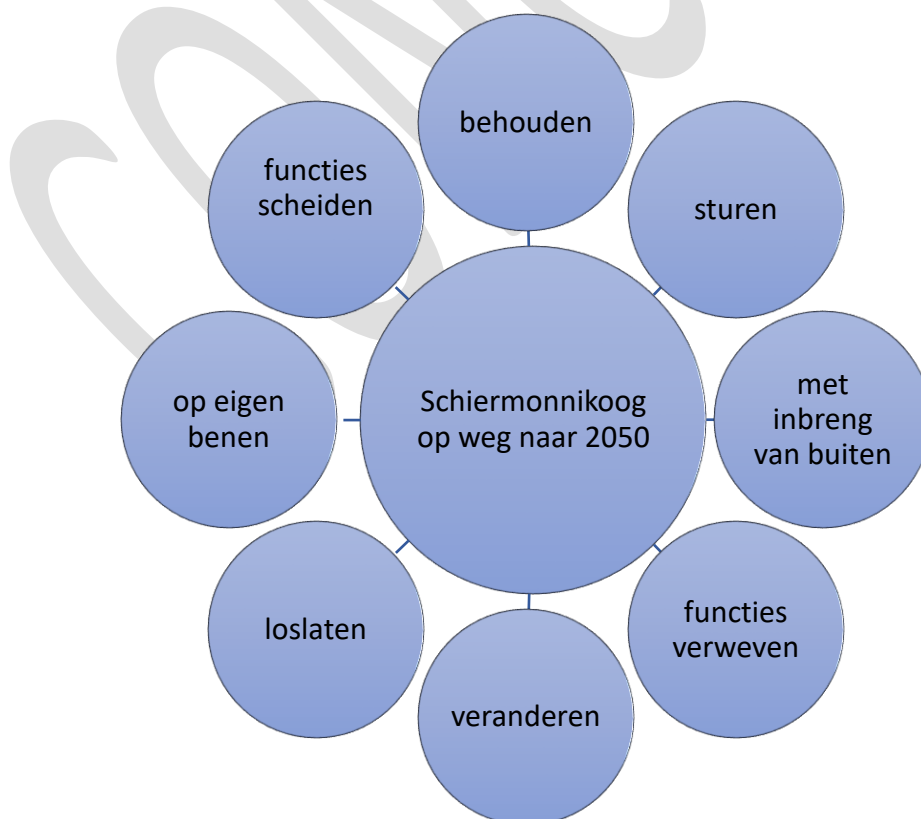 behouden
functies
scheiden
sturen
op eigen
benen
Schiermonnikoog
op weg naar 2050
met
inbreng
van buiten
loslaten
functies
verweven
veranderen